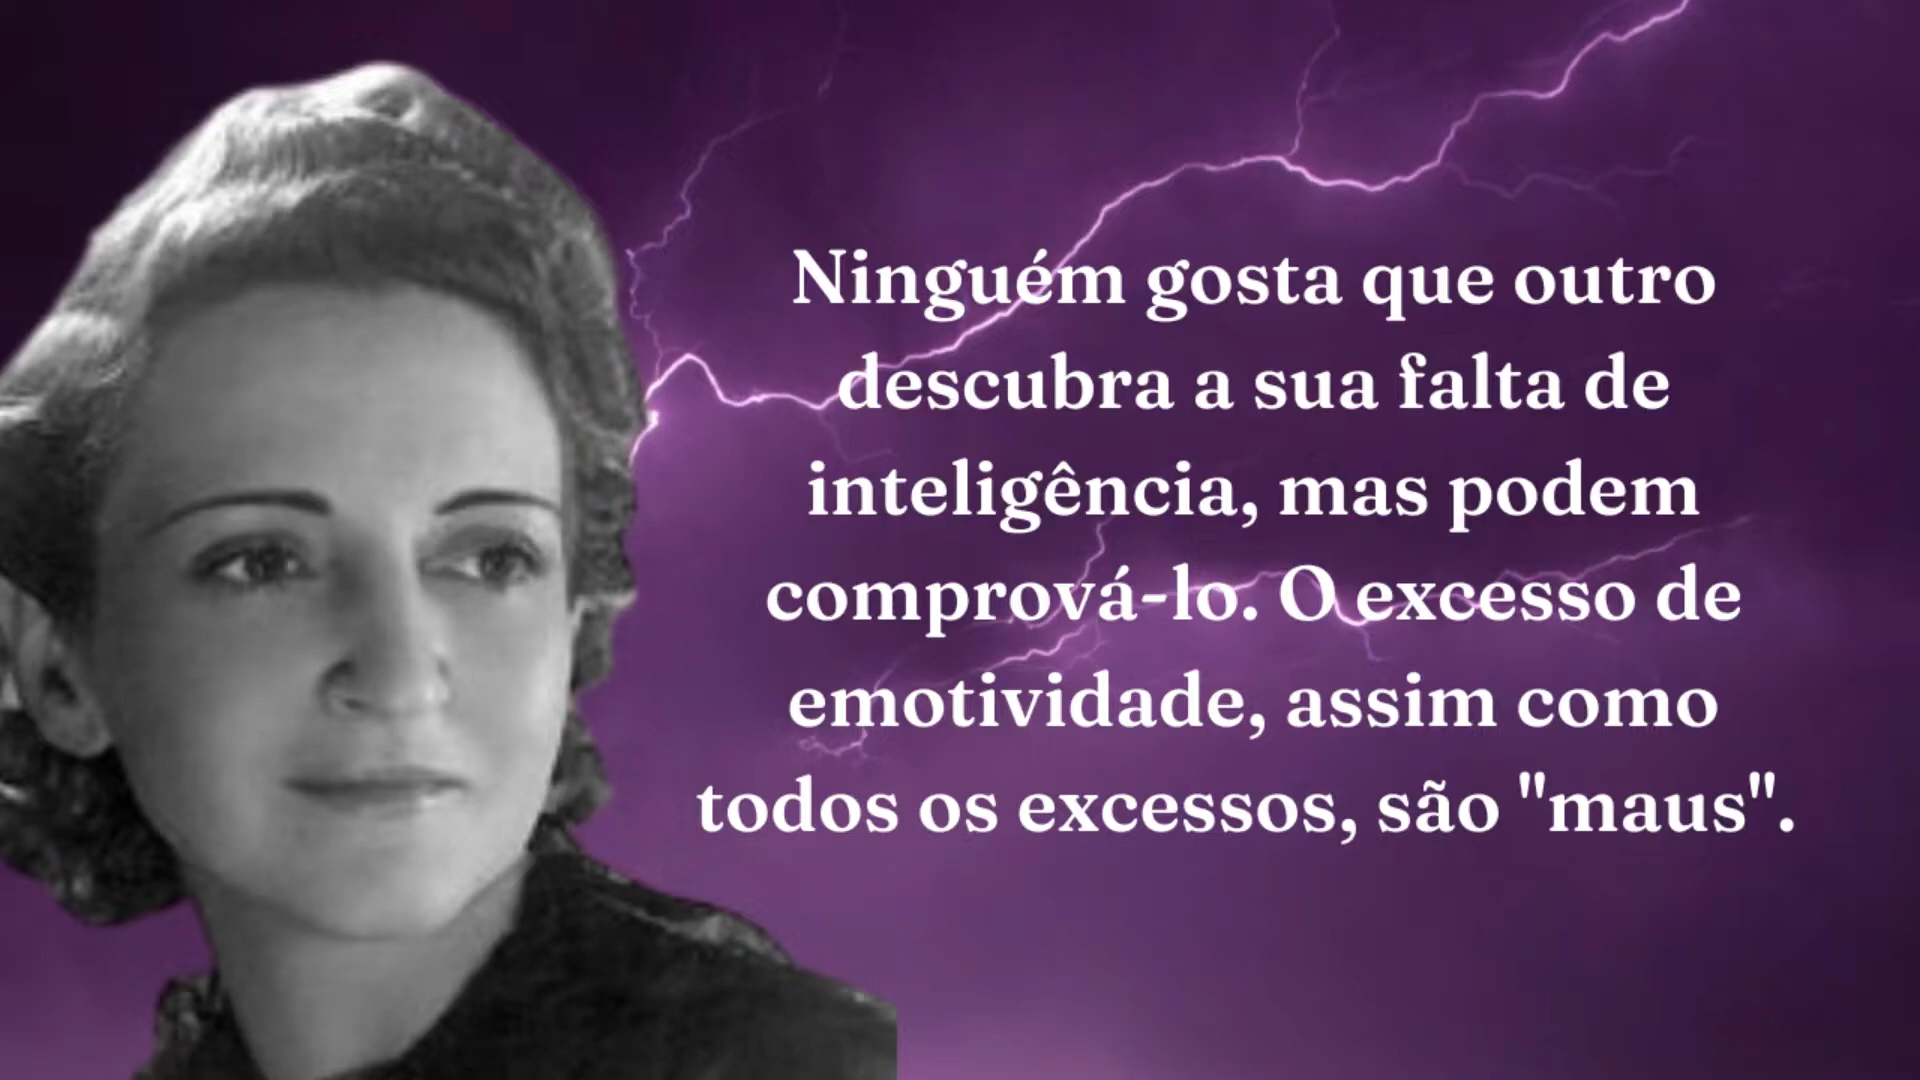 Ninguém gosta que outro
descubra a sua falta de
inteligência, mas podem
comprová-lo. O excesso de
emotividade, assim como
todos os excessos, são "maus".